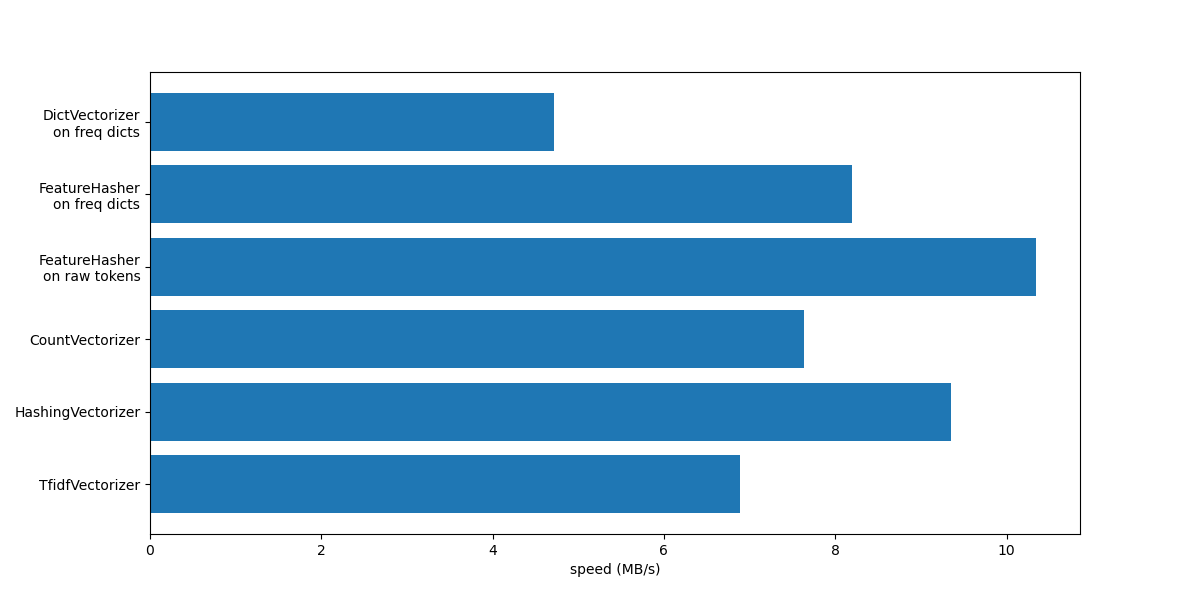 DictVectorizer
on freq dicts
FeatureHasher
on freq dicts
FeatureHasher
on raw tokens
CountVectorizer
HashingVectorizer
TfidfVectorizer
0 2 4 6 8 10
speed (MB/s)